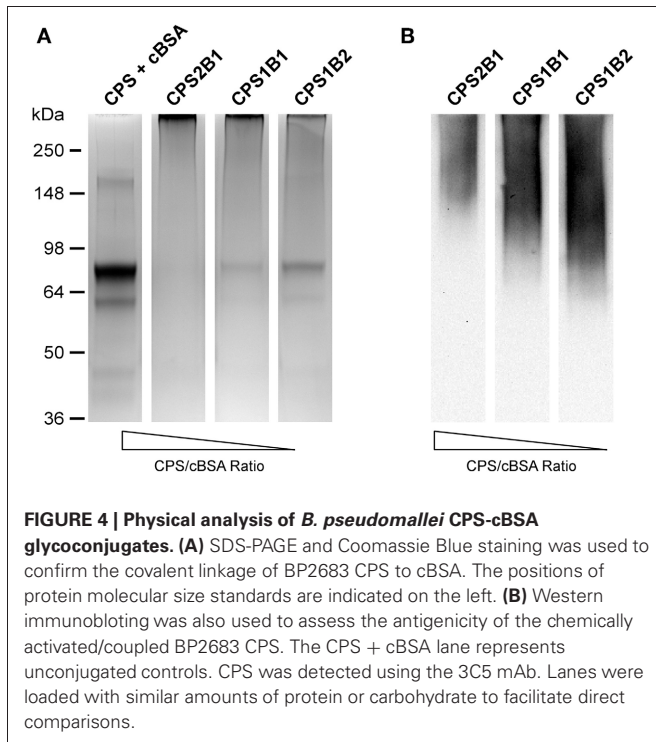 A
B
CPS + cBSA
CPS2B1
CPS1B1
CPS1B2
CPS2B1
CPS1B1
CPS1B2
kDa
250
148
98
64
50
36
CPS/cBSA Ratio
CPS/cBSA Ratio
FIGURE 4 | Physical analysis of B. pseudomallei CPS-cBSA
glycoconjugates. (A) SDS-PAGE and Coomassie Blue staining was used to
confirm the covalent linkage of BP2683 CPS to cBSA. The positions of
protein molecular size standards are indicated on the left. (B) Western
immunobloting was also used to assess the antigenicity of the chemically
activated/coupled BP2683 CPS. The CPS + cBSA lane represents
unconjugated controls. CPS was detected using the 3C5 mAb. Lanes were
loaded with similar amounts of protein or carbohydrate to facilitate direct
comparisons.